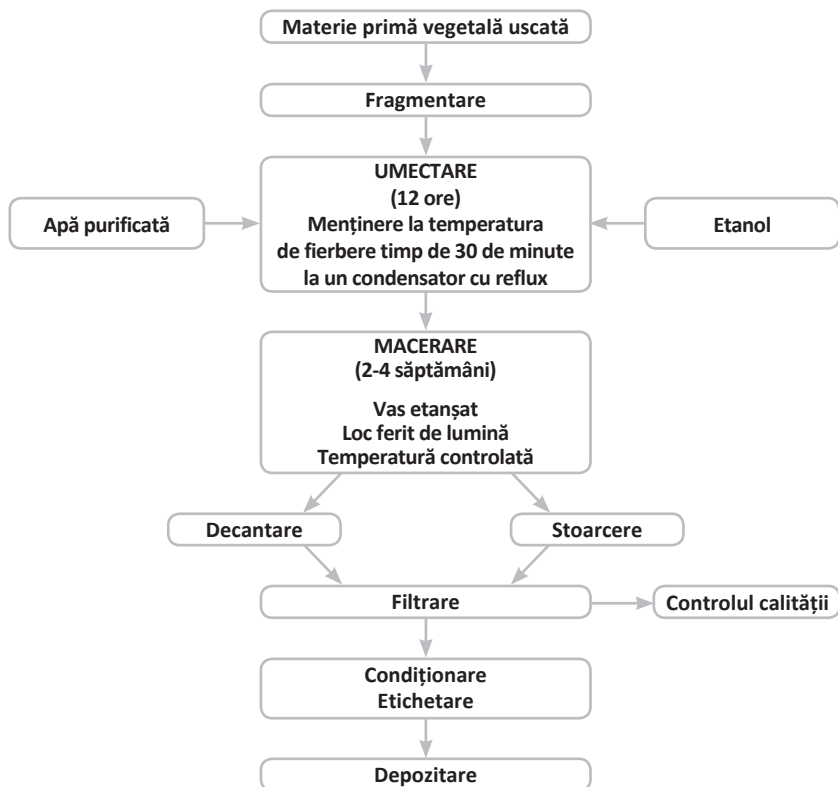 Materie primă vegetală uscată
Fragmentare
UMECTARE
(12 ore)
Menținere la temperatura
de fierbere timp de 30 de minute
la un condensator cu reflux
Apă purificată
Etanol
MACERARE
(2-4 săptămâni)
Vas etanșat
Loc ferit de lumină
Temperatură controlată
Decantare
Stoarcere
Filtrare
Controlul calității
Condiționare
Etichetare
Depozitare